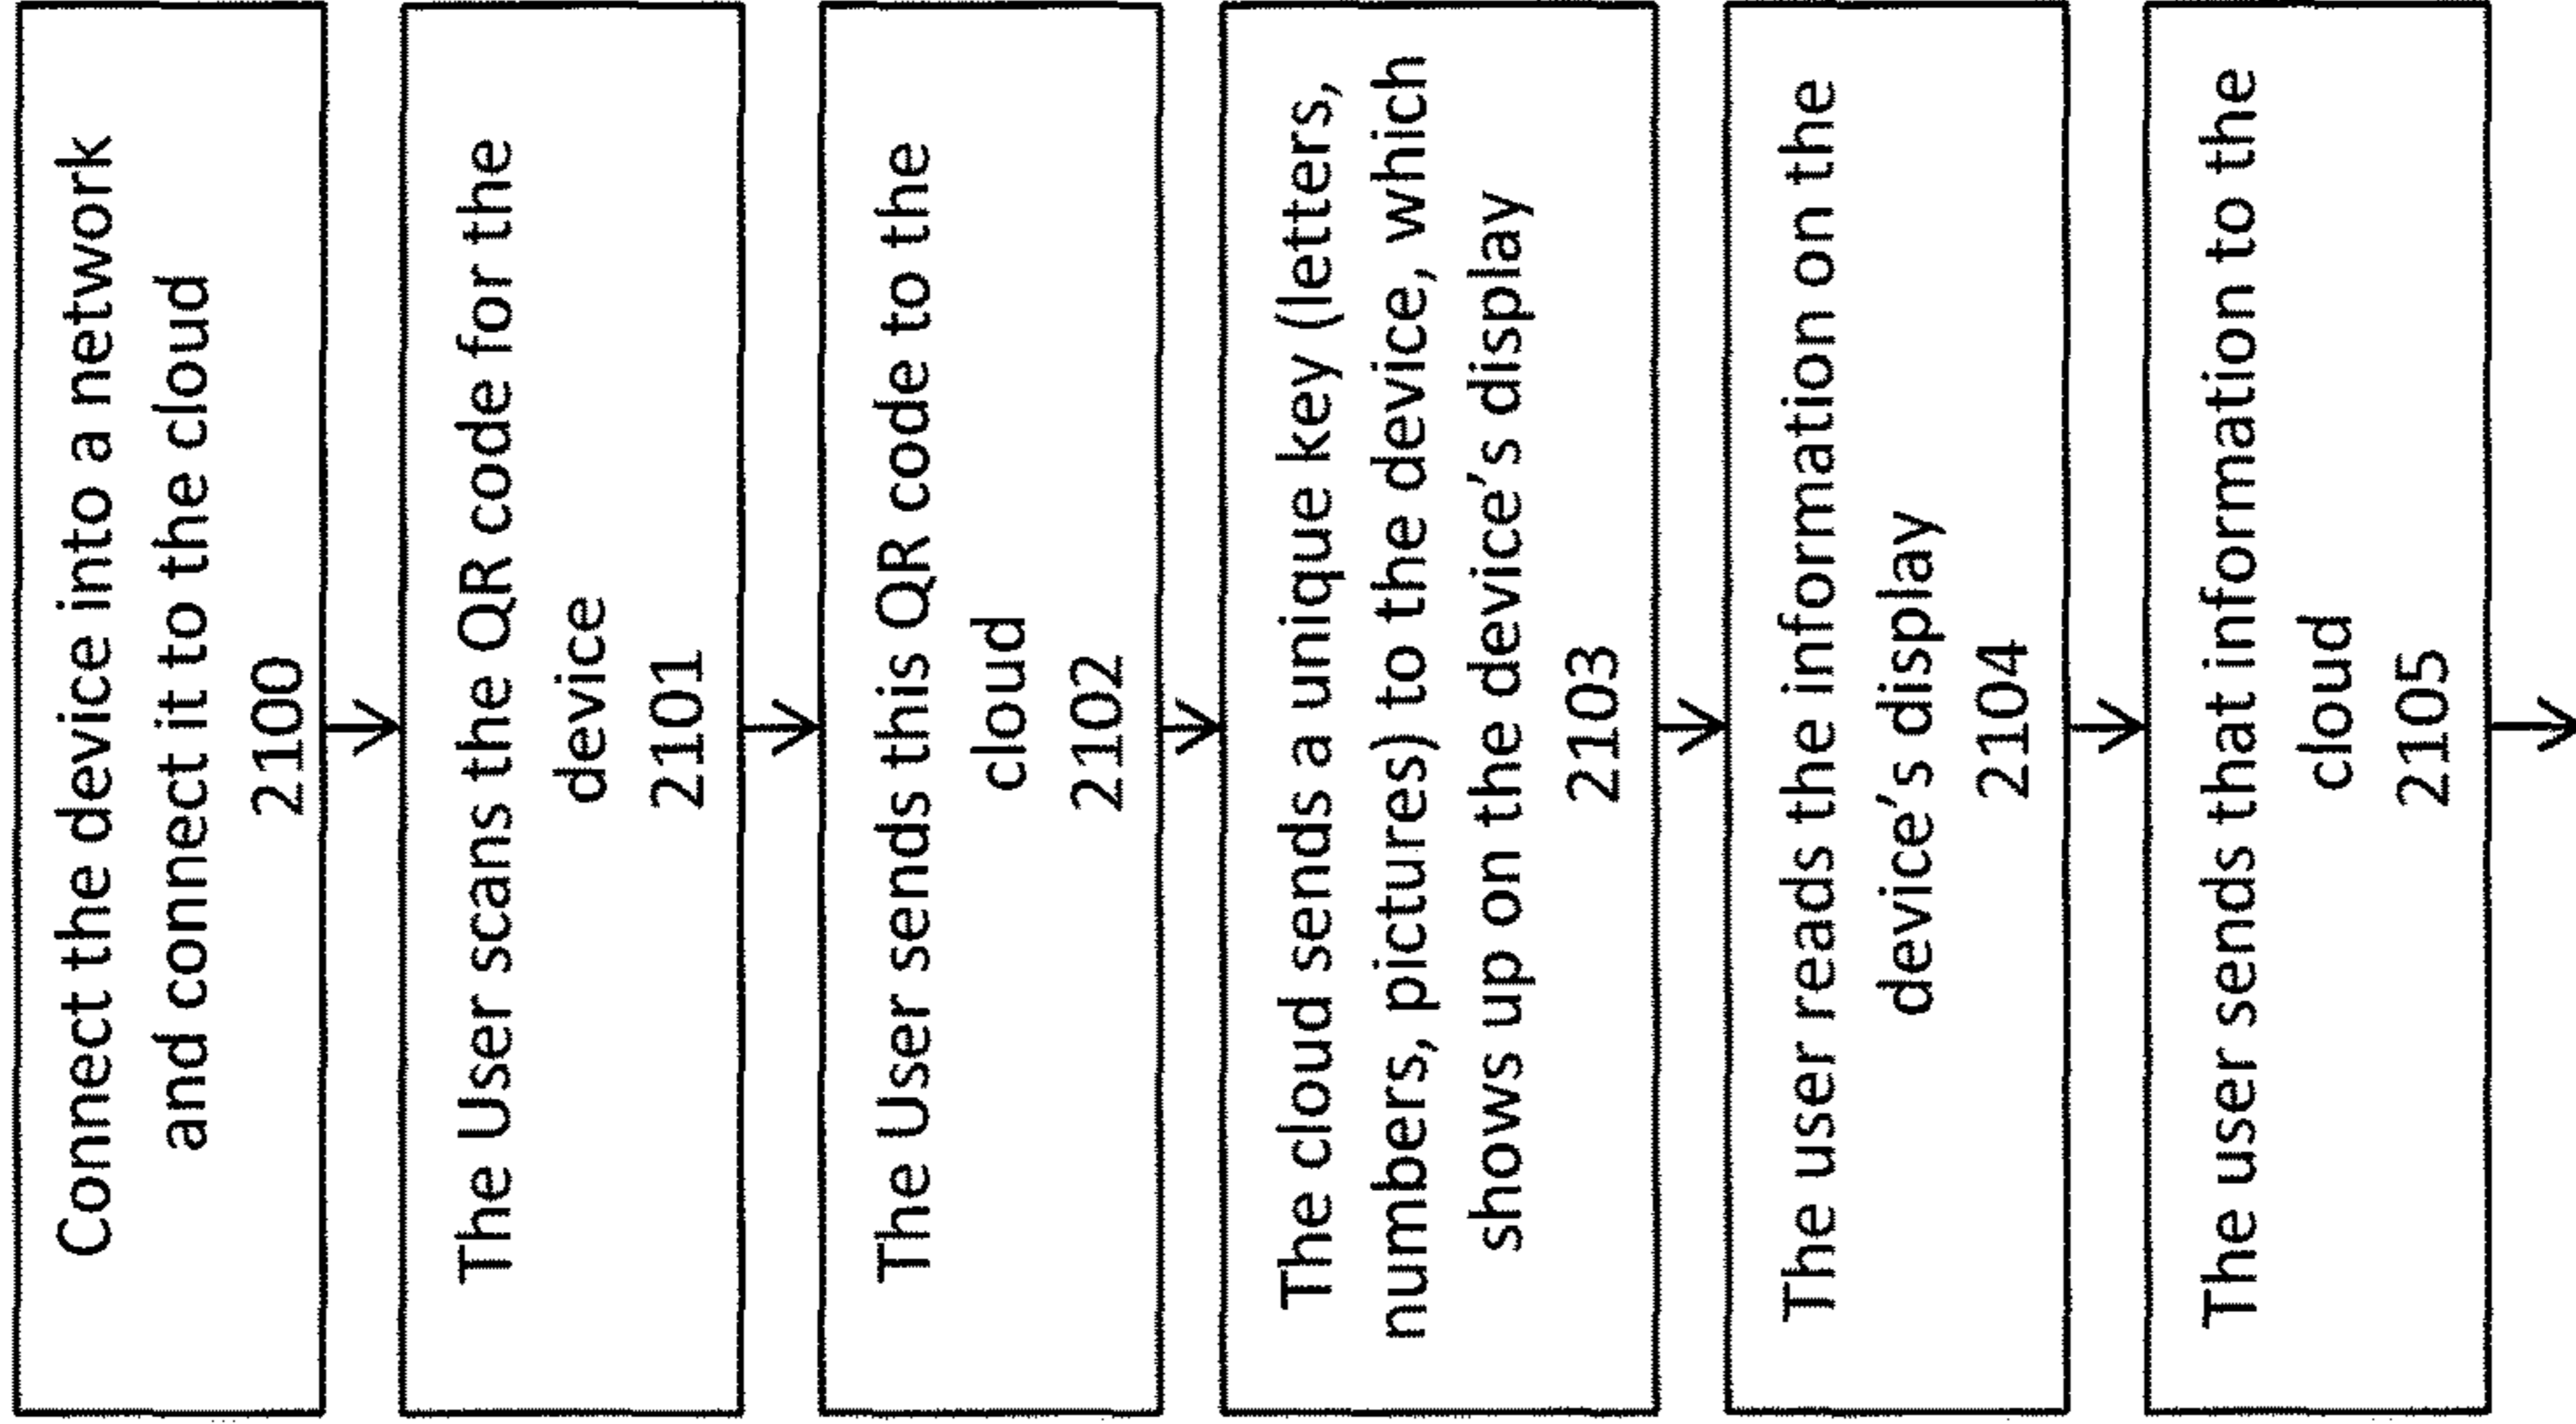 Connect the device into a network
and connect it to the cloud
2100
The User scans the QR code for the
device
2101
The User sends this QR code to the
cloud
2102
The cloud sends a unique key (letters,
numbers, pictures) to the device, which
shows up on the device's display
2103
The user reads the information on the
device's display
2104
The user sends that information to the
cloud
2105